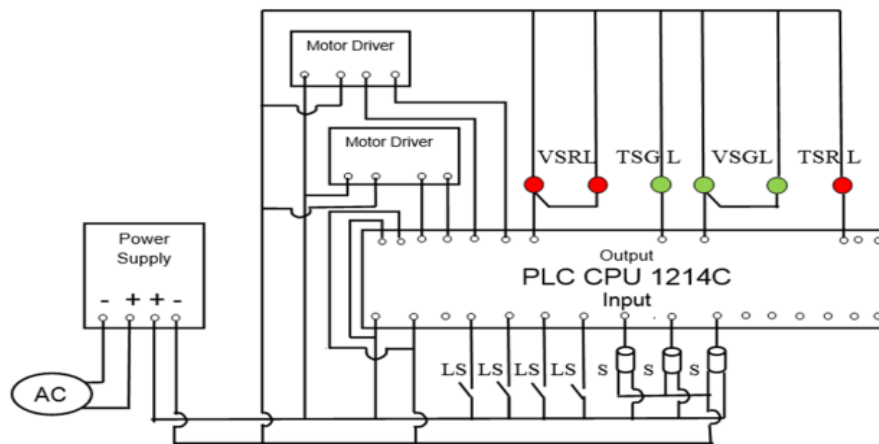 Motor Driver
Motor Driver
VSRL TSG L VSGL TSR L
Power
Supply
- + + -
Output
PLC CPU 1214C
Input
LS LS LS LS S S S
AC